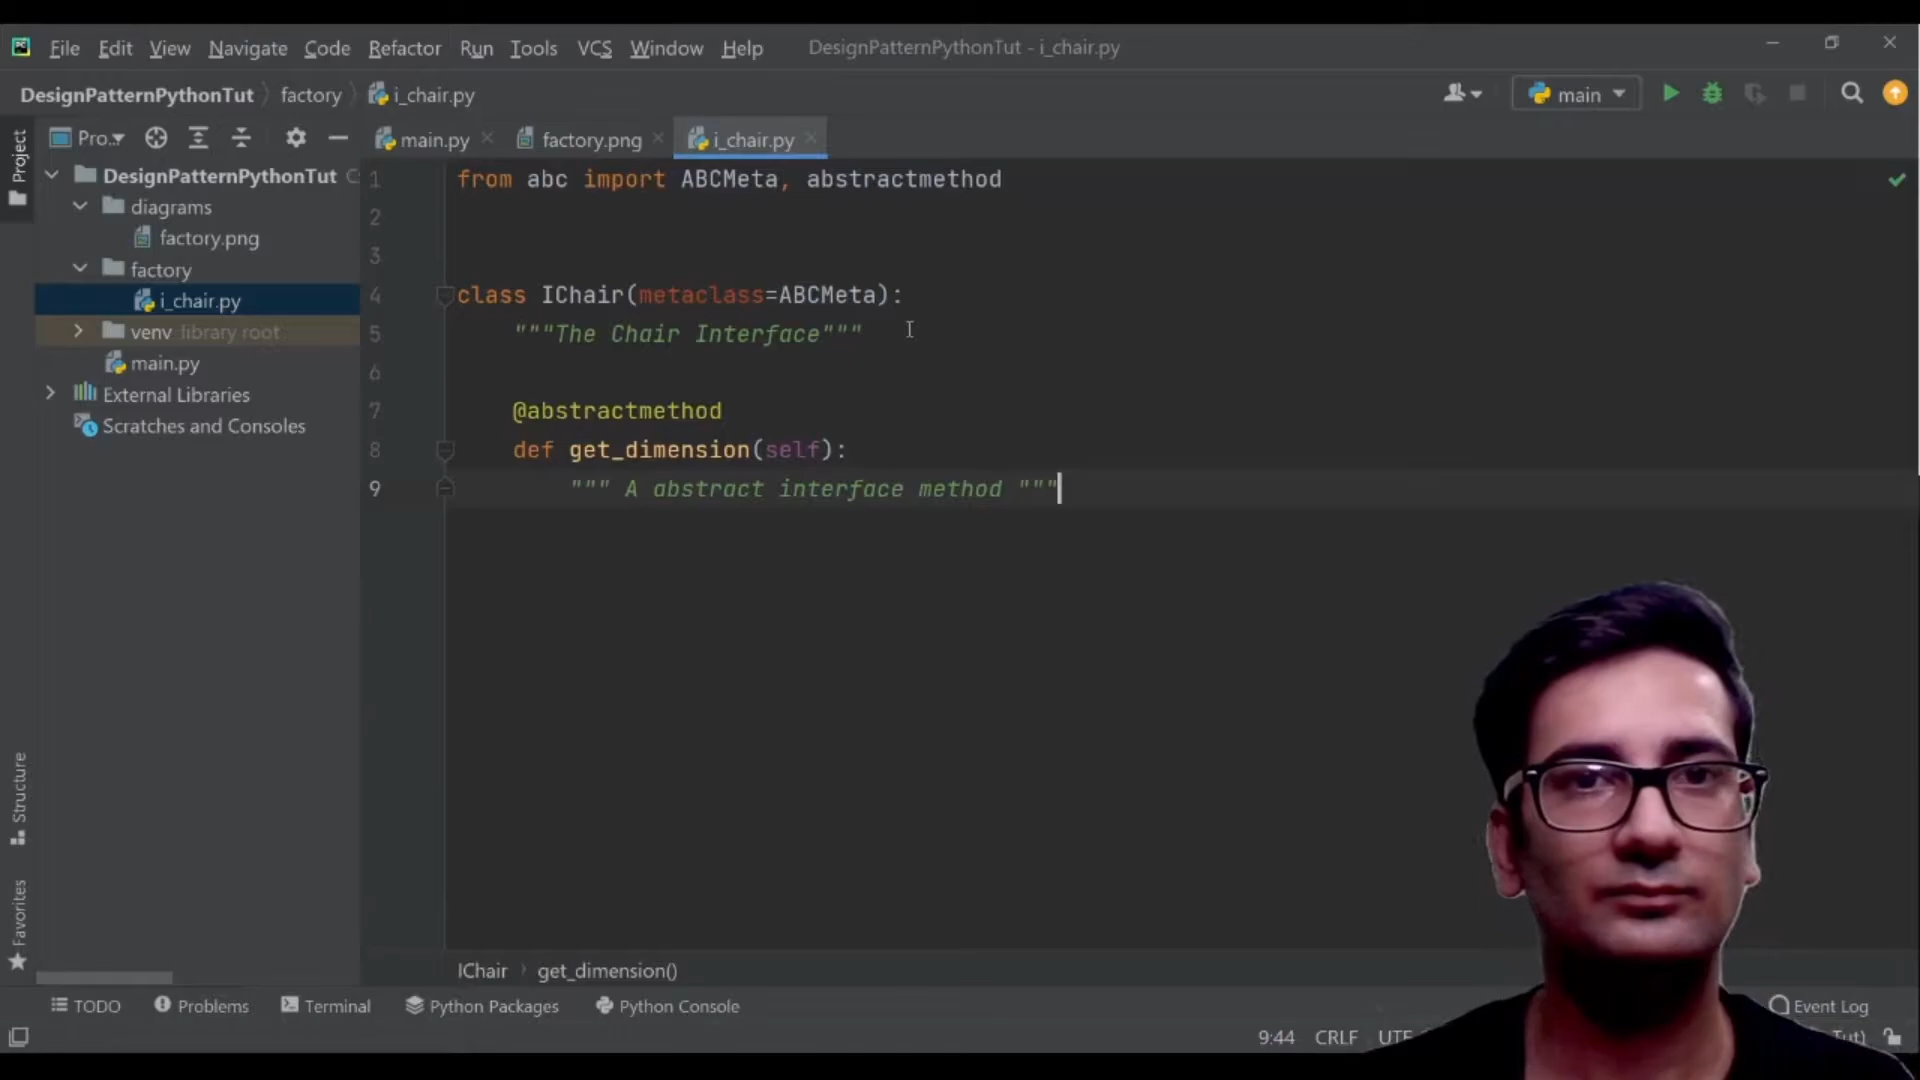 File Edit View Navigate Code Refactor Run Tools VCS Window Help DesignPatternPythonTut - i_chair.py
DesignPatternPythonTut factory i_chair.py main
Project
Pro..
main.py factory.png i_chair.py
DesignPatternPythonTut
diagrams
factory.png
factory
i_chair.py
venv library root
main.py
External Libraries
Scratches and Consoles
1 from abc import ABCMeta, abstractmethod
2
3
4 class IChair(metaclass=ABCMeta):
5 """The Chair Interface"""
6
7 @abstractmethod
8 def get_dimension(self):
9 """ A abstract interface method """
Structure
Favorites
IChair get_dimension()
TODO Problems Terminal Python Packages Python Console Event Log
9:44 CRLF UTF Tut)